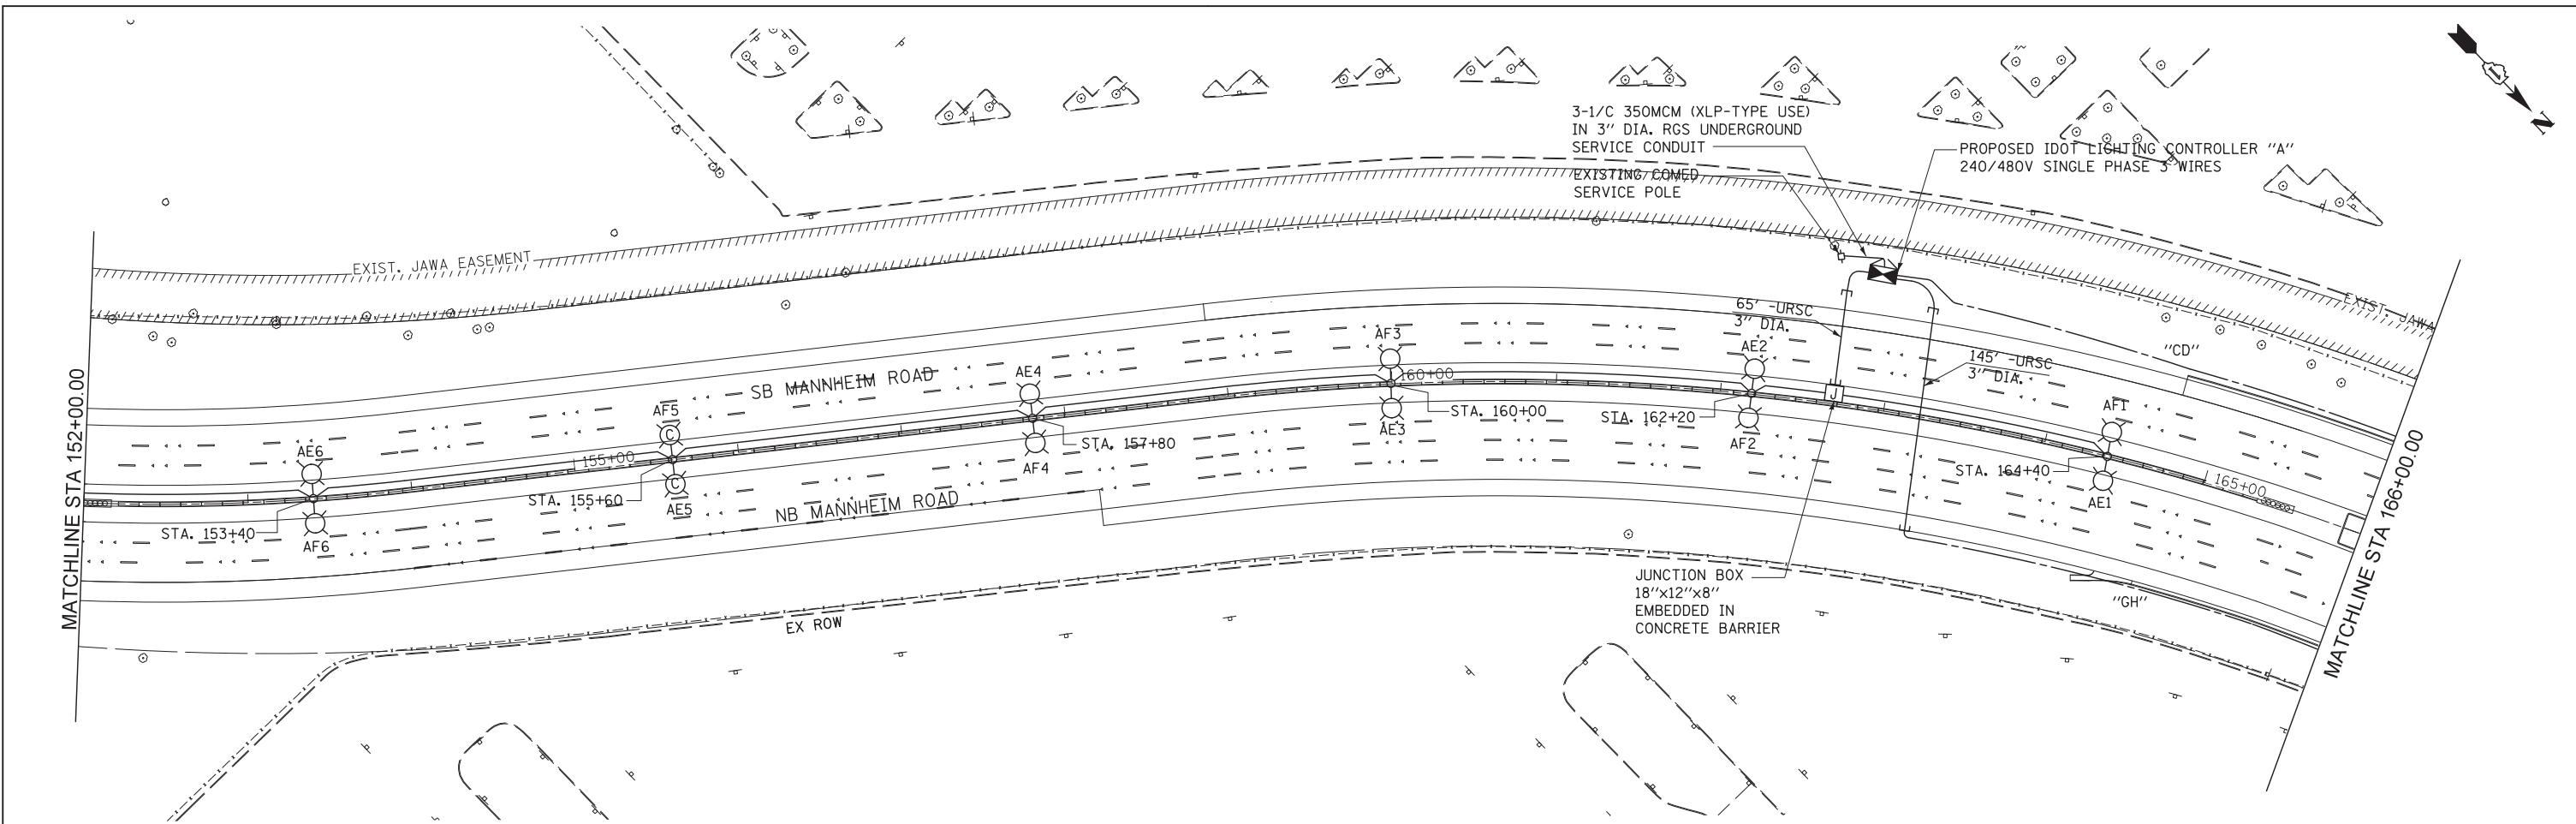 3-1/C 350MCM (XLP-TYPE USE)
IN 3" DIA. RGS UNDERGROUND
SERVICE CONDUIT
EXISTING COMED
SERVICE POLE
PROPOSED IDOT LIGHTING CONTROLLER "A"
240/480V SINGLE PHASE 3 WIRES
N
EXIST. JAWA EASEMENT
EXIST. JAWA
65' -URSC
3" DIA.
145' -URSC
3" DIA.
"CD"
AF3
AE2
AE4
AF5
AE6
AF1
SB MANNHEIM ROAD
160+00
J
STA. 160+00
STA. 162+20
STA. 157+80
AE3
AF2
C
155+00
AF4
STA. 164+40
165+00
AE1
STA. 155+60
C
AE5
NB MANNHEIM ROAD
STA. 153+40
AF6
MATCHLINE STA 152+00.00
MATCHLINE STA 166+00.00
JUNCTION BOX
18"x12"x8"
EMBEDDED IN
CONCRETE BARRIER
"GH"
EX ROW